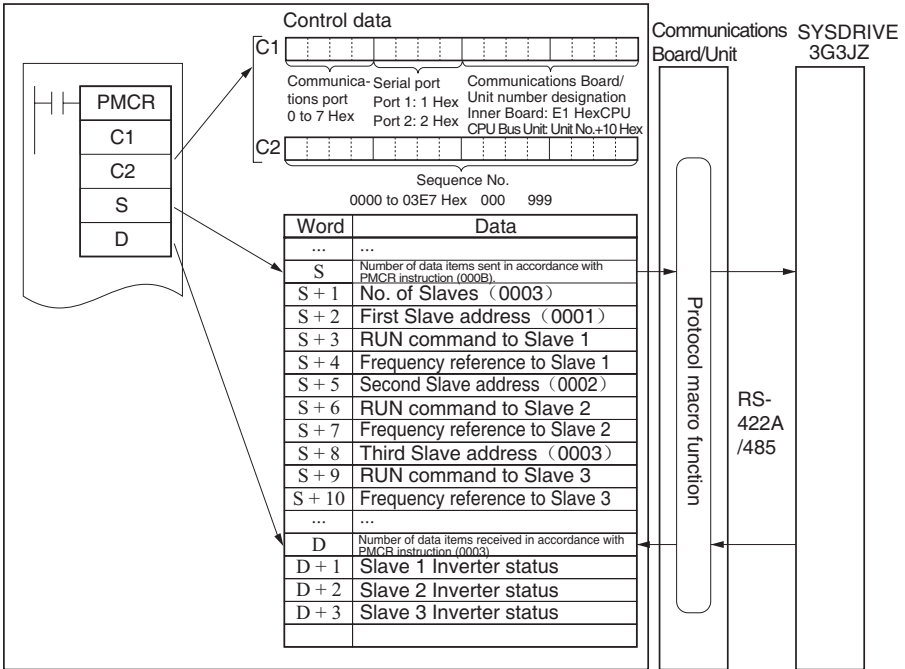 Control data
C1
Communica-
tions port
0 to 7 Hex
Serial port
Port 1: 1 Hex
Port 2: 2 Hex
Communications Board/
Unit number designation
Inner Board: E1 HexCPU
CPU Bus Unit: Unit No.+10 Hex
C2
Sequence No.
0000 to 03E7 Hex 000 999
PMCR
C1
C2
S
D
Word Data
... ...
S Number of data items sent in accordance with
PMCR instruction (000B).
S + 1 No. of Slaves（0003）
S + 2 First Slave address（0001）
S + 3 RUN command to Slave 1
S + 4 Frequency reference to Slave 1
S + 5 Second Slave address（0002）
S + 6 RUN command to Slave 2
S + 7 Frequency reference to Slave 2
S + 8 Third Slave address（0003）
S + 9 RUN command to Slave 3
S + 10 Frequency reference to Slave 3
... ...
D Number of data items received in accordance with
PMCR instruction (0003)
D + 1 Slave 1 Inverter status
D + 2 Slave 2 Inverter status
D + 3 Slave 3 Inverter status
Communications
Board/Unit
Protocol macro function
RS-
422A
/485
SYSDRIVE
3G3JZ